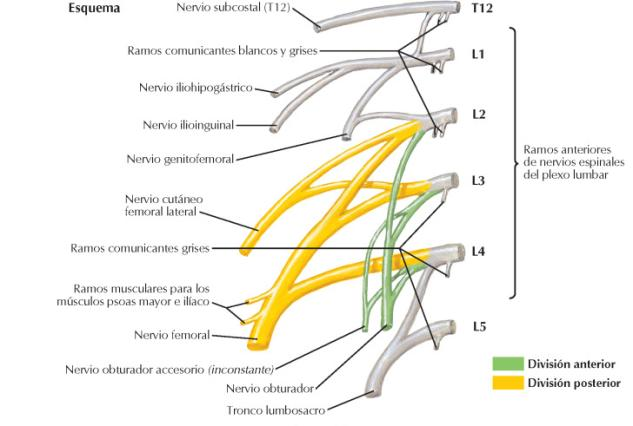 Esquema
Nervio subcostal (T12)
T12
Ramos comunicantes blancos y grises
L1
Nervio iliohipogástrico
Nervio ilioinguinal
L2
Nervio genitofemoral
Ramos anteriores
de nervios espinales
del plexo lumbar
L3
Nervio cutáneo
femoral lateral
Ramos comunicantes grises
L4
Ramos musculares para los
músculos psoas mayor e ilíaco
Nervio femoral
L5
Nervio obturador accesorio (inconstante)
Nervio obturador
Tronco lumbosacro
División anterior
División posterior